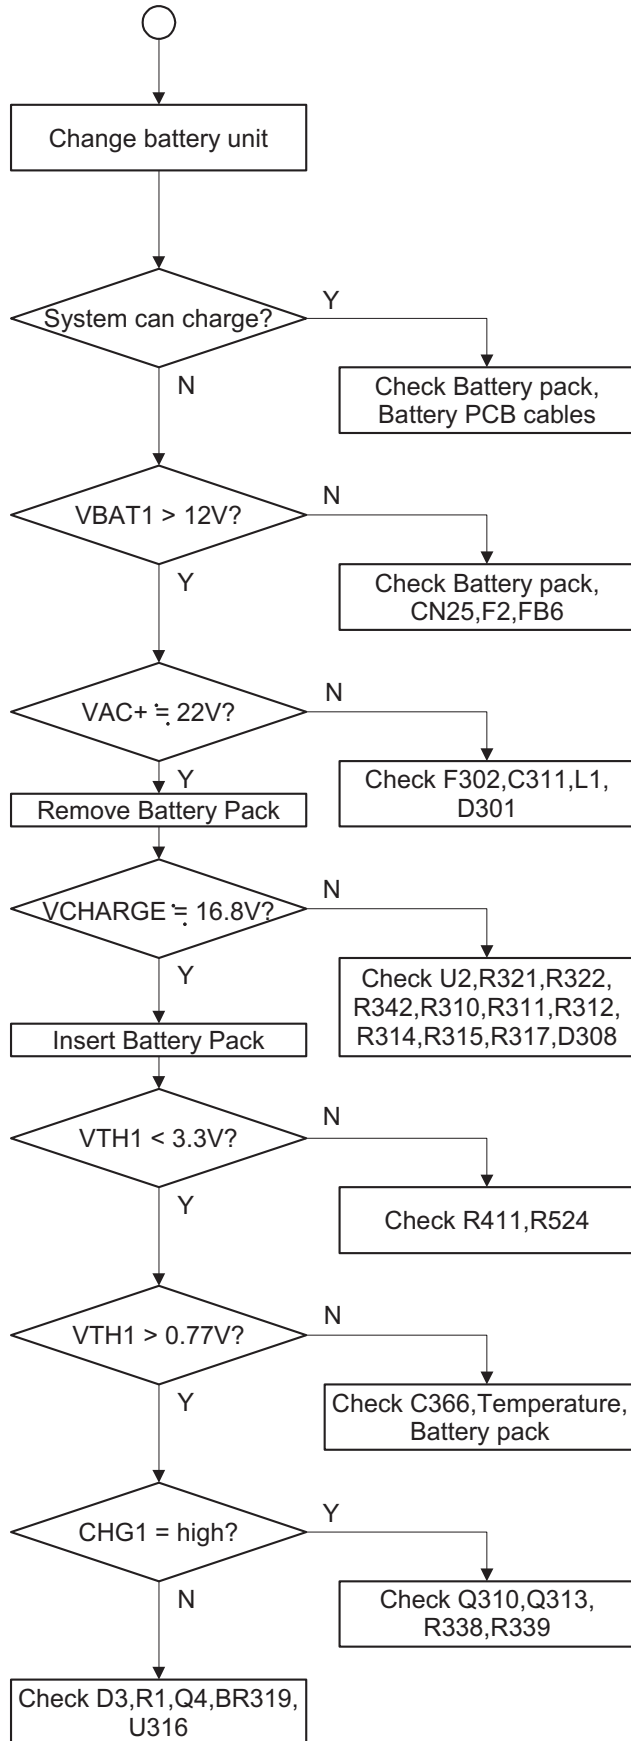 Change battery unit
System can charge?
Y
N
Check Battery pack,
Battery PCB cables
VBAT1 > 12V?
N
Y
Check Battery pack,
CN25,F2,FB6
VAC+ ≒ 22V?
N
Y
Check F302,C311,L1,
D301
Remove Battery Pack
VCHARGE ≒ 16.8V?
N
Y
Check U2,R321,R322,
R342,R310,R311,R312,
R314,R315,R317,D308
Insert Battery Pack
VTH1 < 3.3V?
N
Y
Check R411,R524
VTH1 > 0.77V?
N
Y
Check C366,Temperature,
Battery pack
CHG1 = high?
Y
N
Check Q310,Q313,
R338,R339
Check D3,R1,Q4,BR319,
U316